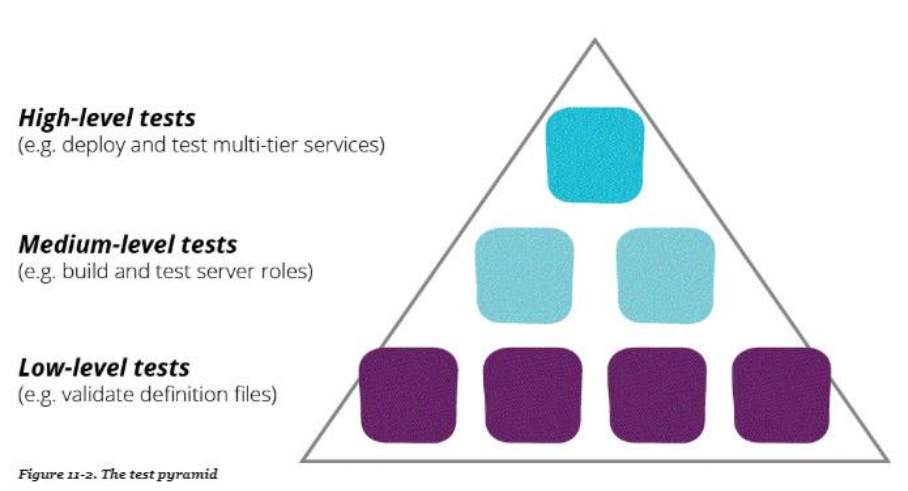 High-level tests
(e.g. deploy and test multi-tier services)
Medium-level tests
(e.g. build and test server roles)
Low-level tests
(e.g. validate definition files)
Figure 11-2. The test pyramid